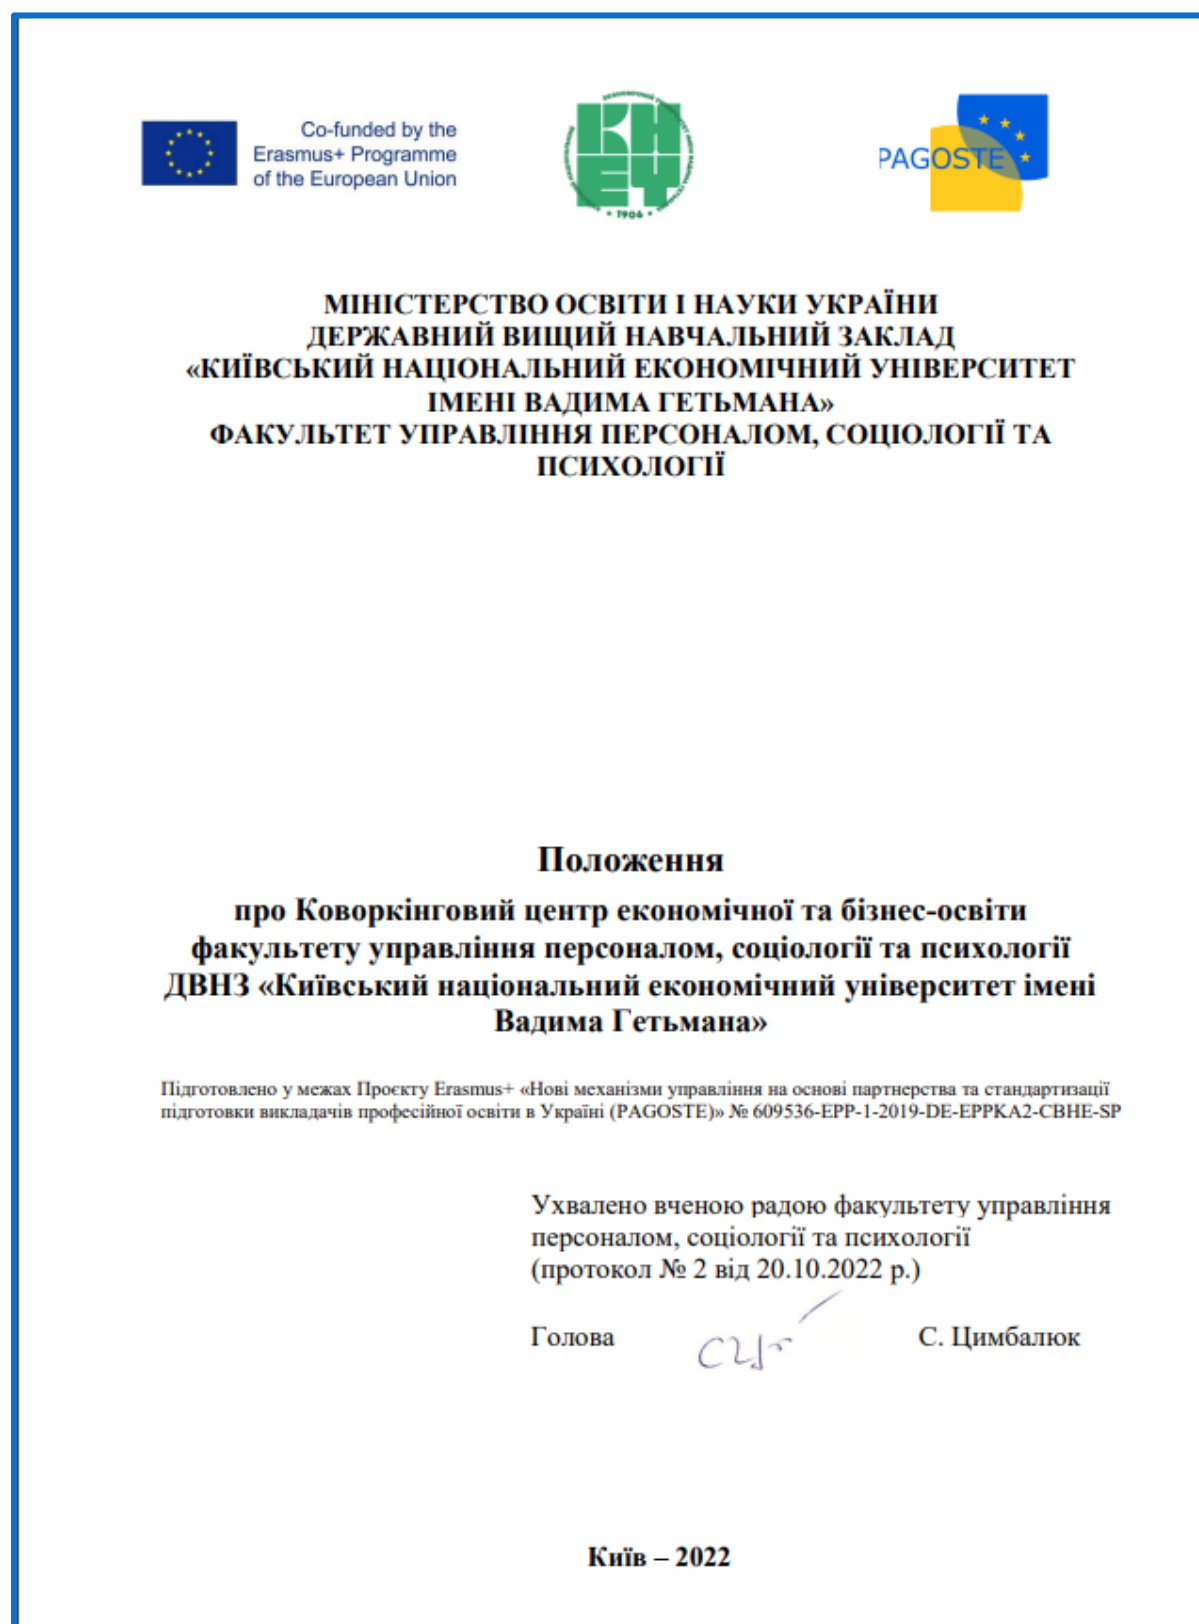 Co-funded by the
Erasmus+ Programme
of the European Union
КНЕУ
• 1906 •
PAGOSTE
МІНІСТЕРСТВО ОСВІТИ І НАУКИ УКРАЇНИ
ДЕРЖАВНИЙ ВИЩИЙ НАВЧАЛЬНИЙ ЗАКЛАД
«КИЇВСЬКИЙ НАЦІОНАЛЬНИЙ ЕКОНОМІЧНИЙ УНІВЕРСИТЕТ
ІМЕНІ ВАДИМА ГЕТЬМАНА»
ФАКУЛЬТЕТ УПРАВЛІННЯ ПЕРСОНАЛОМ, СОЦІОЛОГІЇ ТА
ПСИХОЛОГІЇ
Положення
про Коворкінговий центр економічної та бізнес-освіти
факультету управління персоналом, соціології та психології
ДВНЗ «Київський національний економічний університет імені
Вадима Гетьмана»
Підготовлено у межах Проєкту Erasmus+ «Нові механізми управління на основі партнерства та стандартизації
підготовки викладачів професійної освіти в Україні (PAGOSTE)» № 609536-EPP-1-2019-DE-EPPKA2-CBHE-SP
Ухвалено вченою радою факультету управління
персоналом, соціології та психології
(протокол № 2 від 20.10.2022 р.)
Голова С. Цимбалюк
Київ – 2022